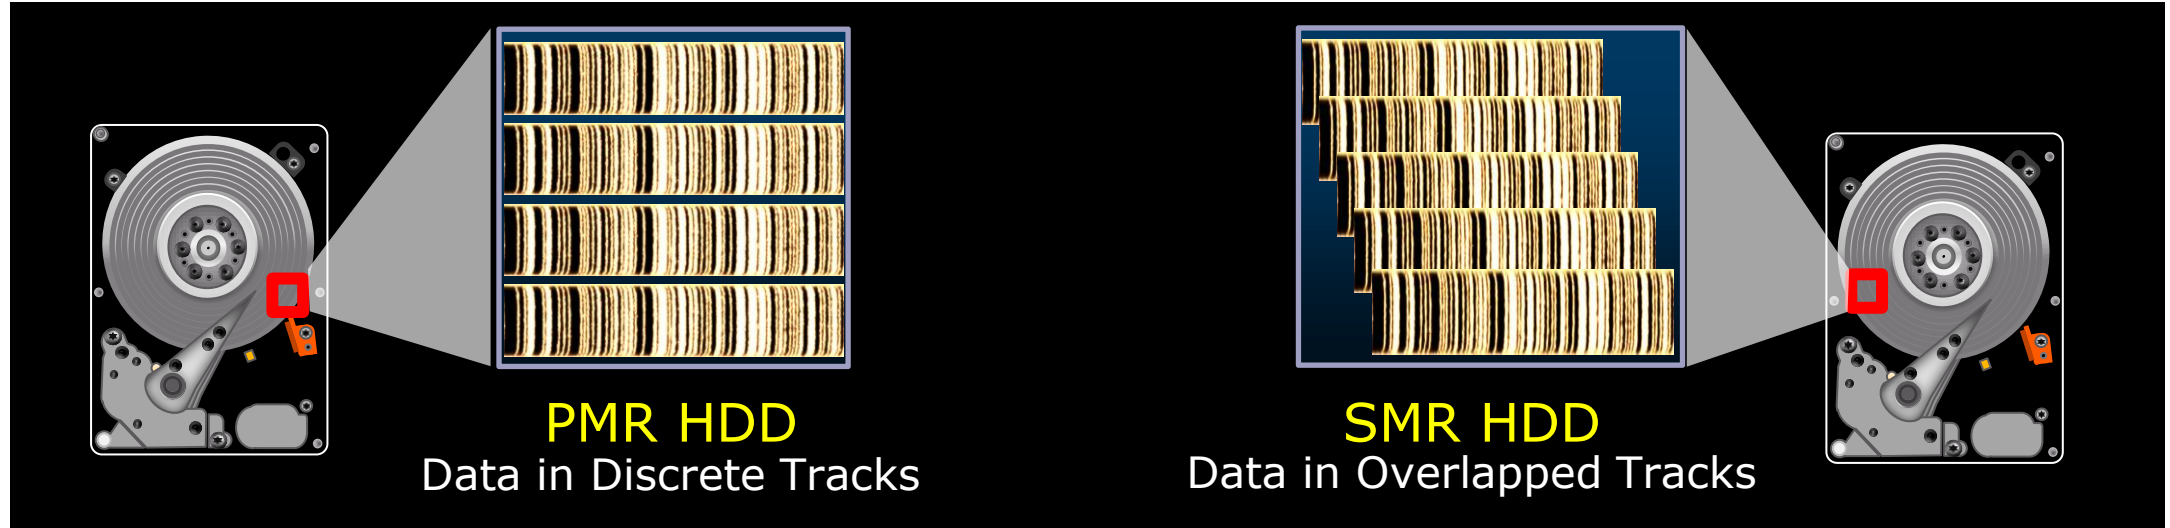 PMR HDD
Data in Discrete Tracks
SMR HDD
Data in Overlapped Tracks